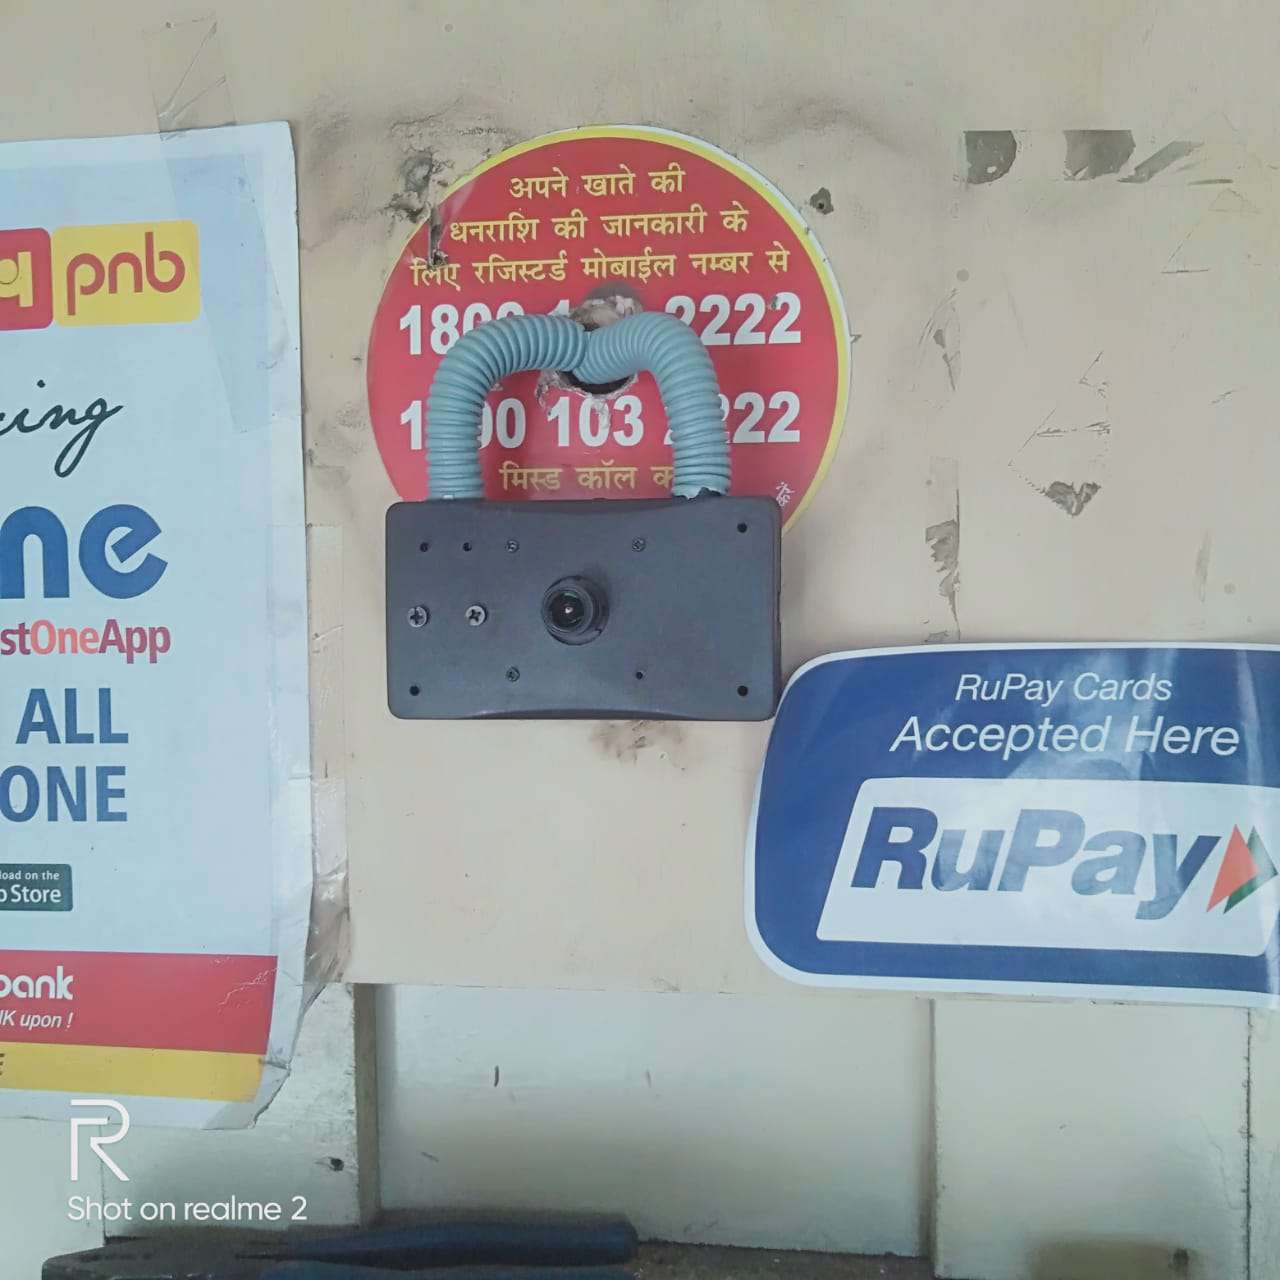 pnb
ne
stOneApp
ALL
ONE
load on the
Store
bank
upon !
अपने खाते की
धनराशि की जानकारी के
लिए रजिस्टर्ड मोबाईल नम्बर से
2222
103
मिस्ड कॉल
RuPay Cards
Accepted Here
RuPay
R
Shot on realme 2